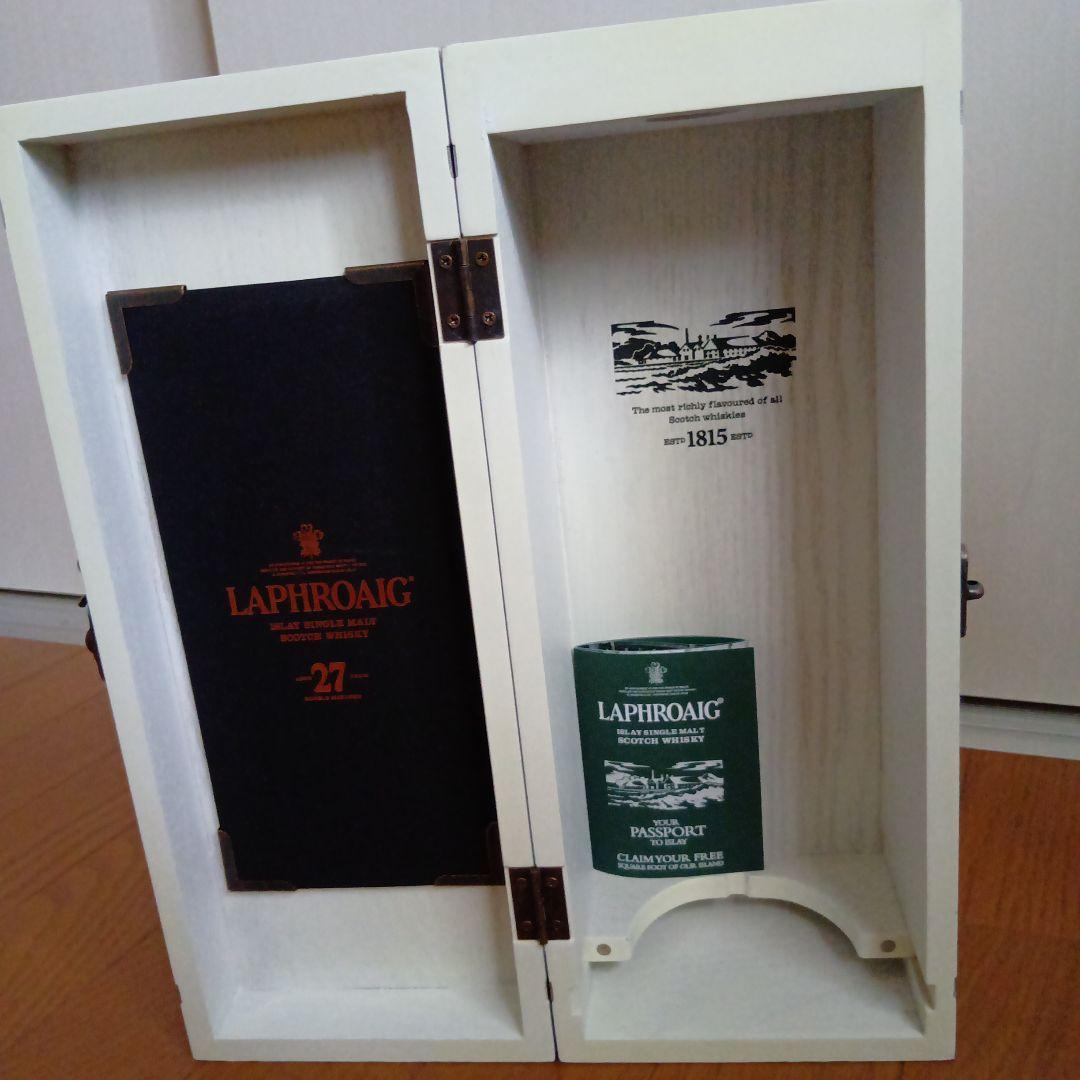 LAPHROAIG®
ISLAY SINGLE MALT
SCOTCH WHISKY
27
The most richly flavoured of all
Scotch whiskies
ESTD 1815 ESTD
LAPHROAIG®
ISLAY SINGLE MALT
SCOTCH WHISKY
YOUR
PASSPORT
TO ISLAY
CLAIM YOUR FREE
SQUARE FOOT OF OUR ISLAND